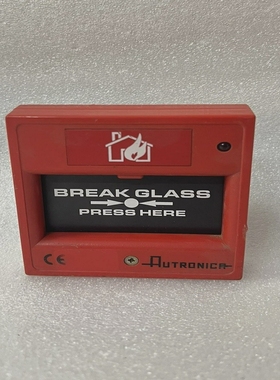 BREAK GLASS
PRESS HERE
CE AUTRONICA